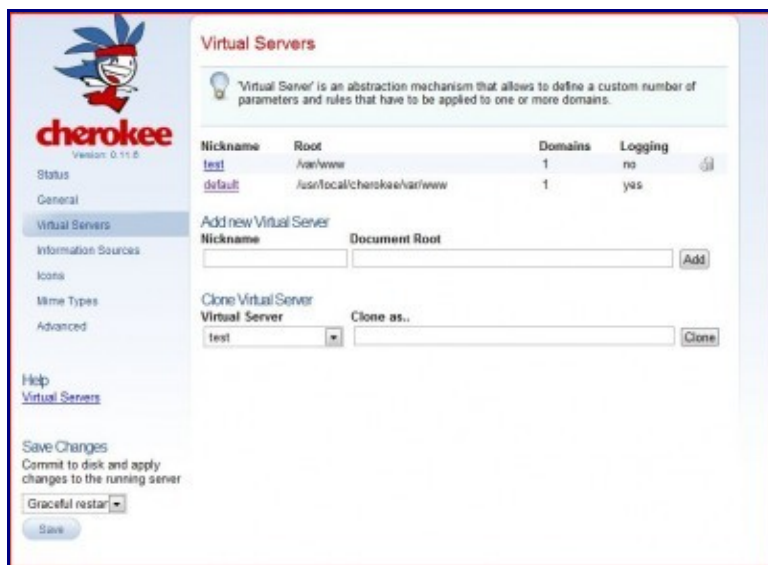 cherokee
Version: 0.11.6
Status
General
Virtual Servers
Information Sources
Icons
Mime Types
Advanced
Help
Virtual Servers
Save Changes
Commit to disk and apply
changes to the running server
Graceful restar
Save
Virtual Servers
'Virtual Server' is an abstraction mechanism that allows to define a custom number of
parameters and rules that have to be applied to one or more domains.
Nickname Root Domains Logging
test /var/www 1 no
default /usr/local/cherokee/var/www 1 yes
Add new Virtual Server
Nickname Document Root
Add
Clone Virtual Server
Virtual Server Clone as..
test Clone